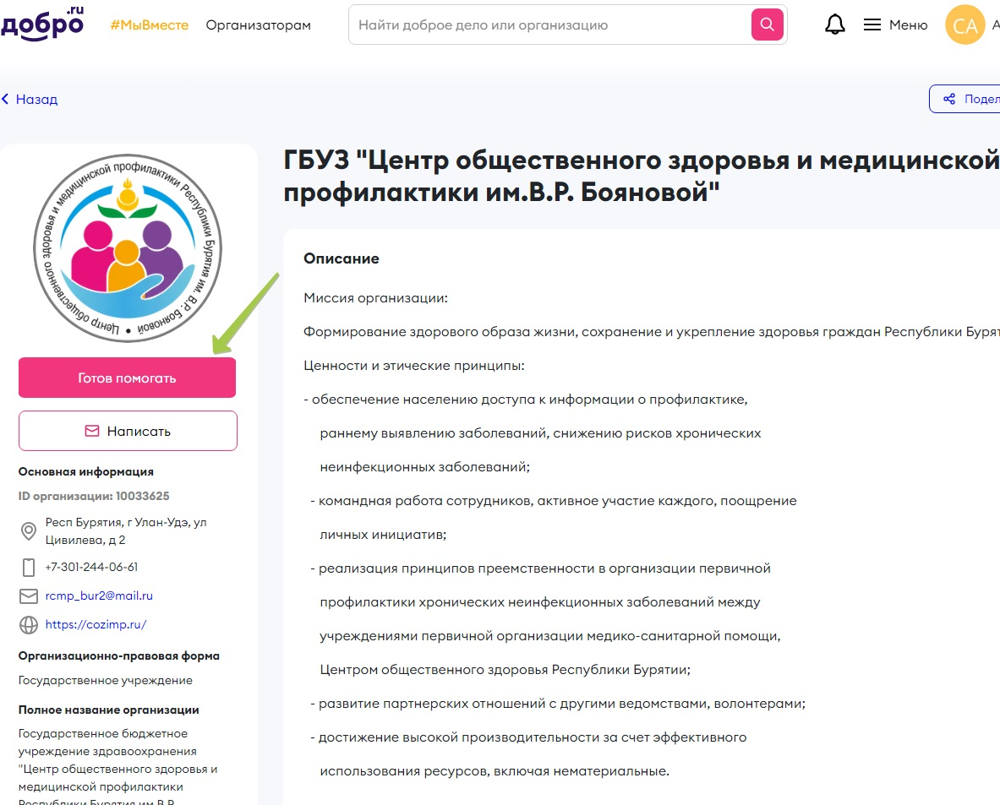 добро.ru
#МыВместе
Организаторам
Найти доброе дело или организацию
Меню
СА
Назад
Центр общественного здоровья и медицинской профилактики Республики Бурятия им. В.Р. Бояновой •
Готов помогать
Написать
Основная информация
ID организации: 10033625
Респ Бурятия, г Улан-Удэ, ул
Цивилева, д 2
+7-301-244-06-61
rcmp_bur2@mail.ru
https://cozimp.ru/
Организационно-правовая форма
Государственное учреждение
Полное название организации
Государственное бюджетное
учреждение здравоохранения
"Центр общественного здоровья и
медицинской профилактики
Республики Бурятия им В.Р.
Подел
ГБУЗ "Центр общественного здоровья и медицинской
профилактики им.В.Р. Бояновой"
Описание
Миссия организации:
Формирование здорового образа жизни, сохранение и укрепление здоровья граждан Республики Бурят
Ценности и этические принципы:
- обеспечение населению доступа к информации о профилактике,
раннему выявлению заболеваний, снижению рисков хронических
неинфекционных заболеваний;
- командная работа сотрудников, активное участие каждого, поощрение
личных инициатив;
- реализация принципов преемственности в организации первичной
профилактики хронических неинфекционных заболеваний между
учреждениями первичной организации медико-санитарной помощи,
Центром общественного здоровья Республики Бурятии;
- развитие партнерских отношений с другими ведомствами, волонтерами;
- достижение высокой производительности за счет эффективного
использования ресурсов, включая нематериальные.